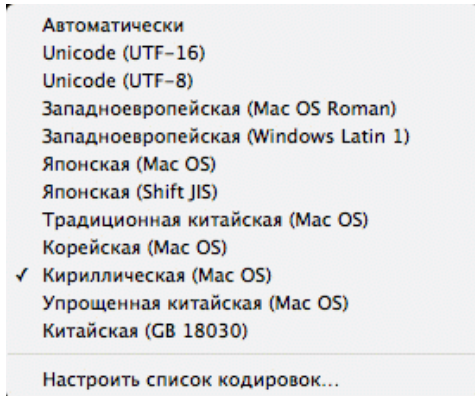 Автоматически
Unicode (UTF-16)
Unicode (UTF-8)
Западноевропейская (Mac OS Roman)
Западноевропейская (Windows Latin 1)
Японская (Mac OS)
Японская (Shift JIS)
Традиционная китайская (Mac OS)
Корейская (Mac OS)
✓ Кириллическая (Mac OS)
Упрощенная китайская (Mac OS)
Китайская (GB 18030)
Настроить список кодировок...